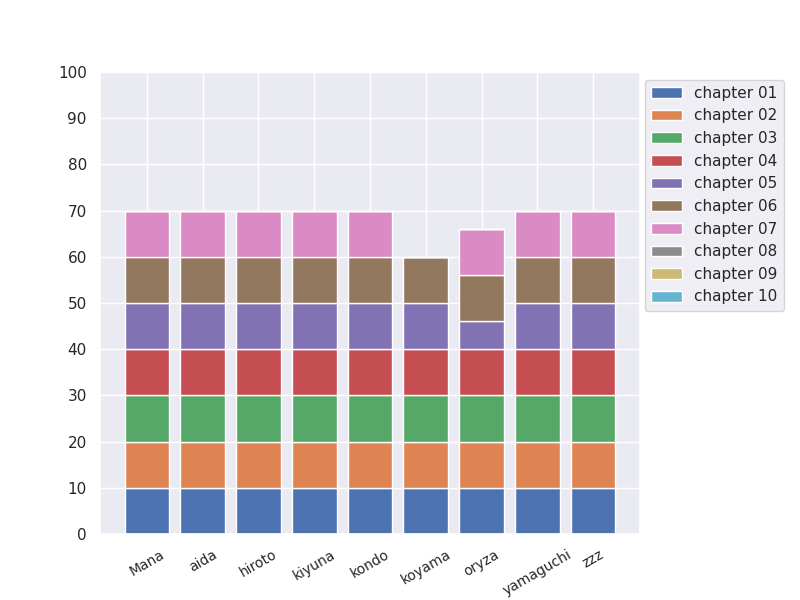 100
90
80
70
60
50
40
30
20
10
0
Mana
aida
hiroto
kiyuna
kondo
koyama
oryza
yamaguchi
zzz
chapter 01
chapter 02
chapter 03
chapter 04
chapter 05
chapter 06
chapter 07
chapter 08
chapter 09
chapter 10